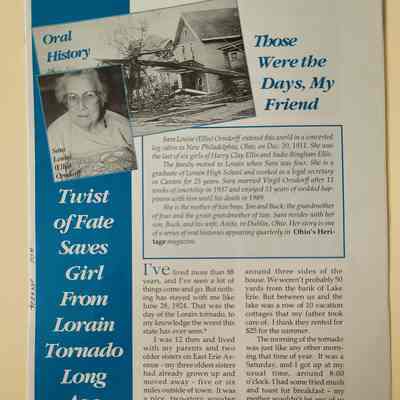 Oral
History
Those
Were the
Days, My
Friend
Sara
Louise
(Ellis)
Orndorff
Sara Louise (Ellis) Orndorff entered this world in a converted
log cabin in New Philadelphia, Ohio, on Dec. 20, 1911. She was
the last of six girls of Harry Clay Ellis and Sadie Bingham Ellis.
The family moved to Lorain when Sara was four. She is a
graduate of Lorain High School and worked as a legal secretary
in Canton for 25 years. Sara married Virgil Orndorff after 11
weeks of courtship in 1937 and enjoyed 51 years of wedded hap-
piness with him until his death in 1989.
She is the mother of two boys, Jim and Buck; the grandmother
of four and the great grandmother of two. Sara resides with her
son, Buck, and his wife, Anita, in Dublin, Ohio. Her story is one
of a series of oral histories appearing quarterly in Ohio's Heri-
tage magazine.
Twist
of Fate
Saves
Girl
From
Lorain
Tornado
Long
Ago
I've lived more than 88
years, and I've seen a lot of
things come and go. But noth-
ing has stayed with me like
June 28, 1924. That was the
day of the Lorain tornado, to
my knowledge the worst this
state has ever seen.
I was 12 then and lived
with my parents and two
older sisters on East Erie Av-
enue – my three older sisters
had already grown up and
moved away – five or six
miles outside of town. It was
a nice, two-story wooden
around three sides of the
house. We weren't probably 50
yards from the bank of Lake
Erie. But between us and the
lake was a row of 10 vacation
cottages that my father took
care of. I think they rented for
$25 for the summer.
The morning of the tornado
was just like any other morn-
ing that time of year. It was a
Saturday, and I got up at my
usual time, around 8:00
o'clock. I had some fried mush
and toast for breakfast – my
mother wouldn't let any of us